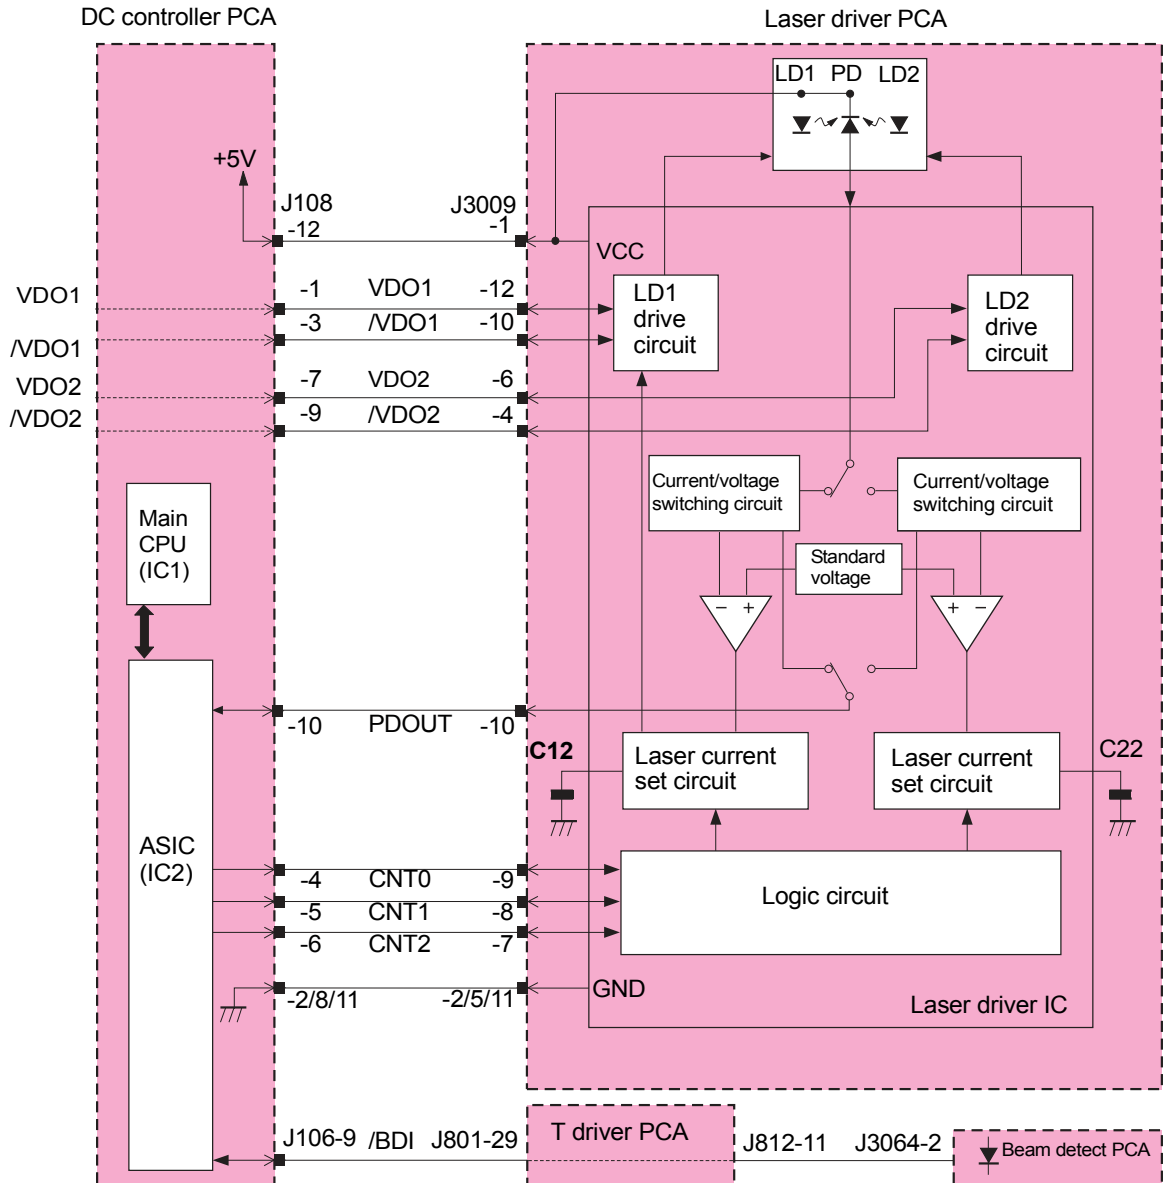 DC controller PCA
Laser driver PCA
LD1 PD LD2
+5V
J108
J3009
-12
-1
VCC
VDO1
-1 VDO1 -12
-3 /VDO1 -10
/VDO1
VDO2
-7 VDO2 -6
/VDO2
-9 /VDO2 -4
LD1
drive
circuit
LD2
drive
circuit
Current/voltage
switching circuit
Current/voltage
switching circuit
Main
CPU
(IC1)
Standard
voltage
− +
+ −
-10 PDOUT -10
C12
Laser current
set circuit
Laser current
set circuit
C22
ASIC
(IC2)
-4 CNT0 -9
-5 CNT1 -8
-6 CNT2 -7
Logic circuit
-2/8/11 -2/5/11
GND
Laser driver IC
J106-9 /BDI J801-29
T driver PCA
J812-11 J3064-2
Beam detect PCA